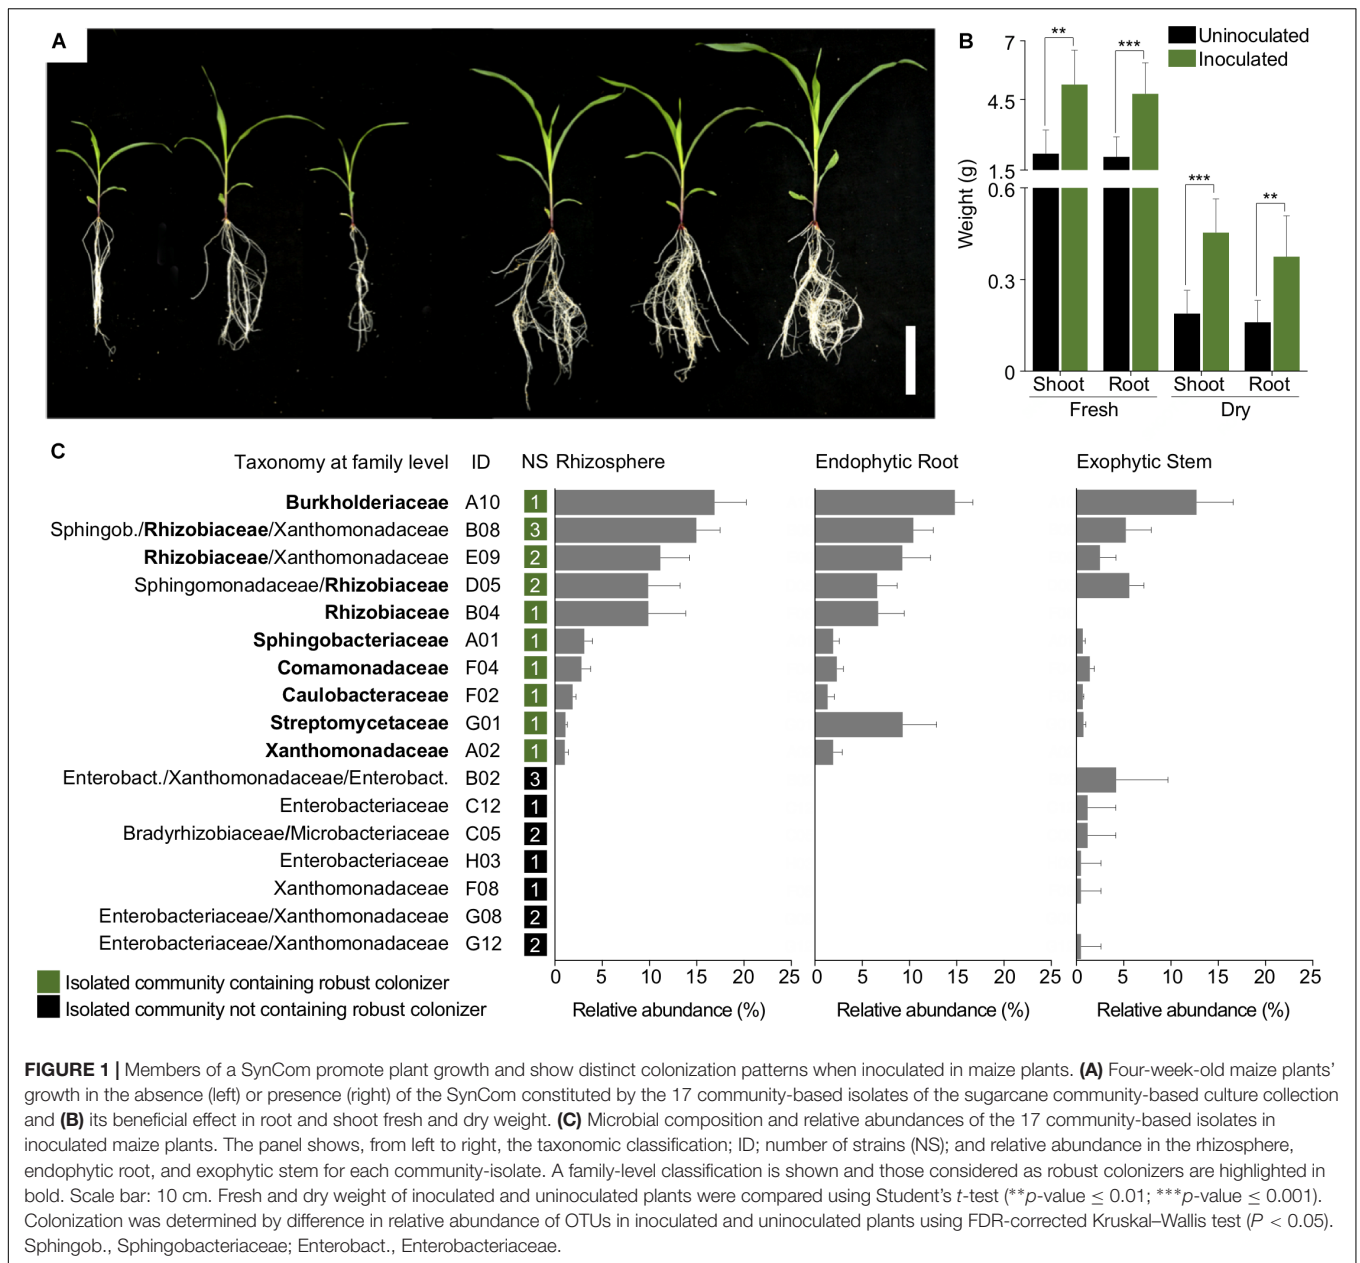 A
B
Uninoculated
Inoculated
**
***
***
**
7
4.5
1.5
0.6
0.3
0
Weight (g)
Shoot Root Shoot Root
Fresh Dry
C
Taxonomy at family level ID NS Rhizosphere Endophytic Root Exophytic Stem
Burkholderiaceae A10 1
Sphingob./Rhizobiaceae/Xanthomonadaceae B08 3
Rhizobiaceae/Xanthomonadaceae E09 2
Sphingomonadaceae/Rhizobiaceae D05 2
Rhizobiaceae B04 1
Sphingobacteriaceae A01 1
Comamonadaceae F04 1
Caulobacteraceae F02 1
Streptomycetaceae G01 1
Xanthomonadaceae A02 1
Enterobact./Xanthomonadaceae/Enterobact. B02 3
Enterobacteriaceae C12 1
Bradyrhizobiaceae/Microbacteriaceae C05 2
Enterobacteriaceae H03 1
Xanthomonadaceae F08 1
Enterobacteriaceae/Xanthomonadaceae G08 2
Enterobacteriaceae/Xanthomonadaceae G12 2
0 5 10 15 20 25 0 5 10 15 20 25 0 5 10 15 20 25
Isolated community containing robust colonizer
Isolated community not containing robust colonizer
Relative abundance (%) Relative abundance (%) Relative abundance (%)
FIGURE 1 | Members of a SynCom promote plant growth and show distinct colonization patterns when inoculated in maize plants. (A) Four-week-old maize plants'
growth in the absence (left) or presence (right) of the SynCom constituted by the 17 community-based isolates of the sugarcane community-based culture collection
and (B) its beneficial effect in root and shoot fresh and dry weight. (C) Microbial composition and relative abundances of the 17 community-based isolates in
inoculated maize plants. The panel shows, from left to right, the taxonomic classification; ID; number of strains (NS); and relative abundance in the rhizosphere,
endophytic root, and exophytic stem for each community-isolate. A family-level classification is shown and those considered as robust colonizers are highlighted in
bold. Scale bar: 10 cm. Fresh and dry weight of inoculated and uninoculated plants were compared using Student's t-test (**p-value ≤ 0.01; ***p-value ≤ 0.001).
Colonization was determined by difference in relative abundance of OTUs in inoculated and uninoculated plants using FDR-corrected Kruskal–Wallis test (P < 0.05).
Sphingob., Sphingobacteriaceae; Enterobact., Enterobacteriaceae.